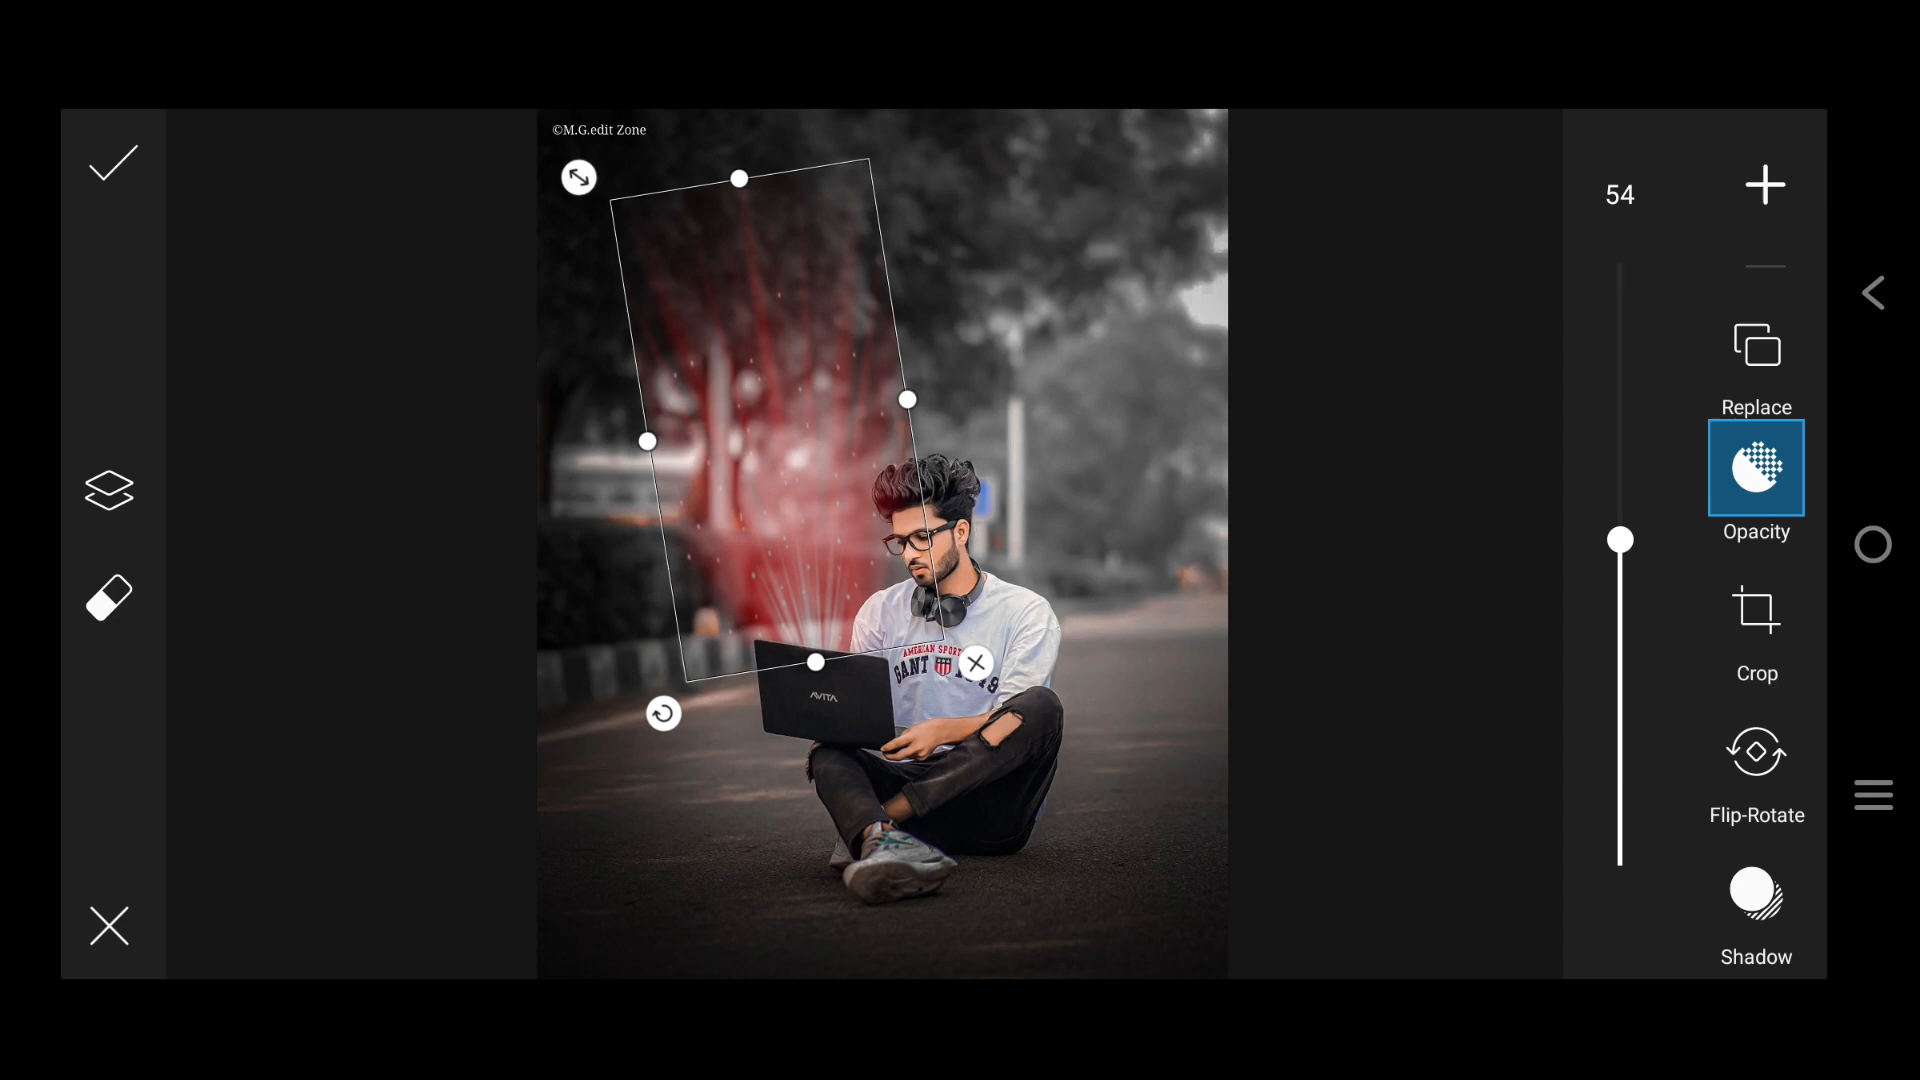 ©M.G.edit Zone
54
Replace
Opacity
Crop
Flip-Rotate
Shadow
AMERICAN SPORT
GANT
AVITA